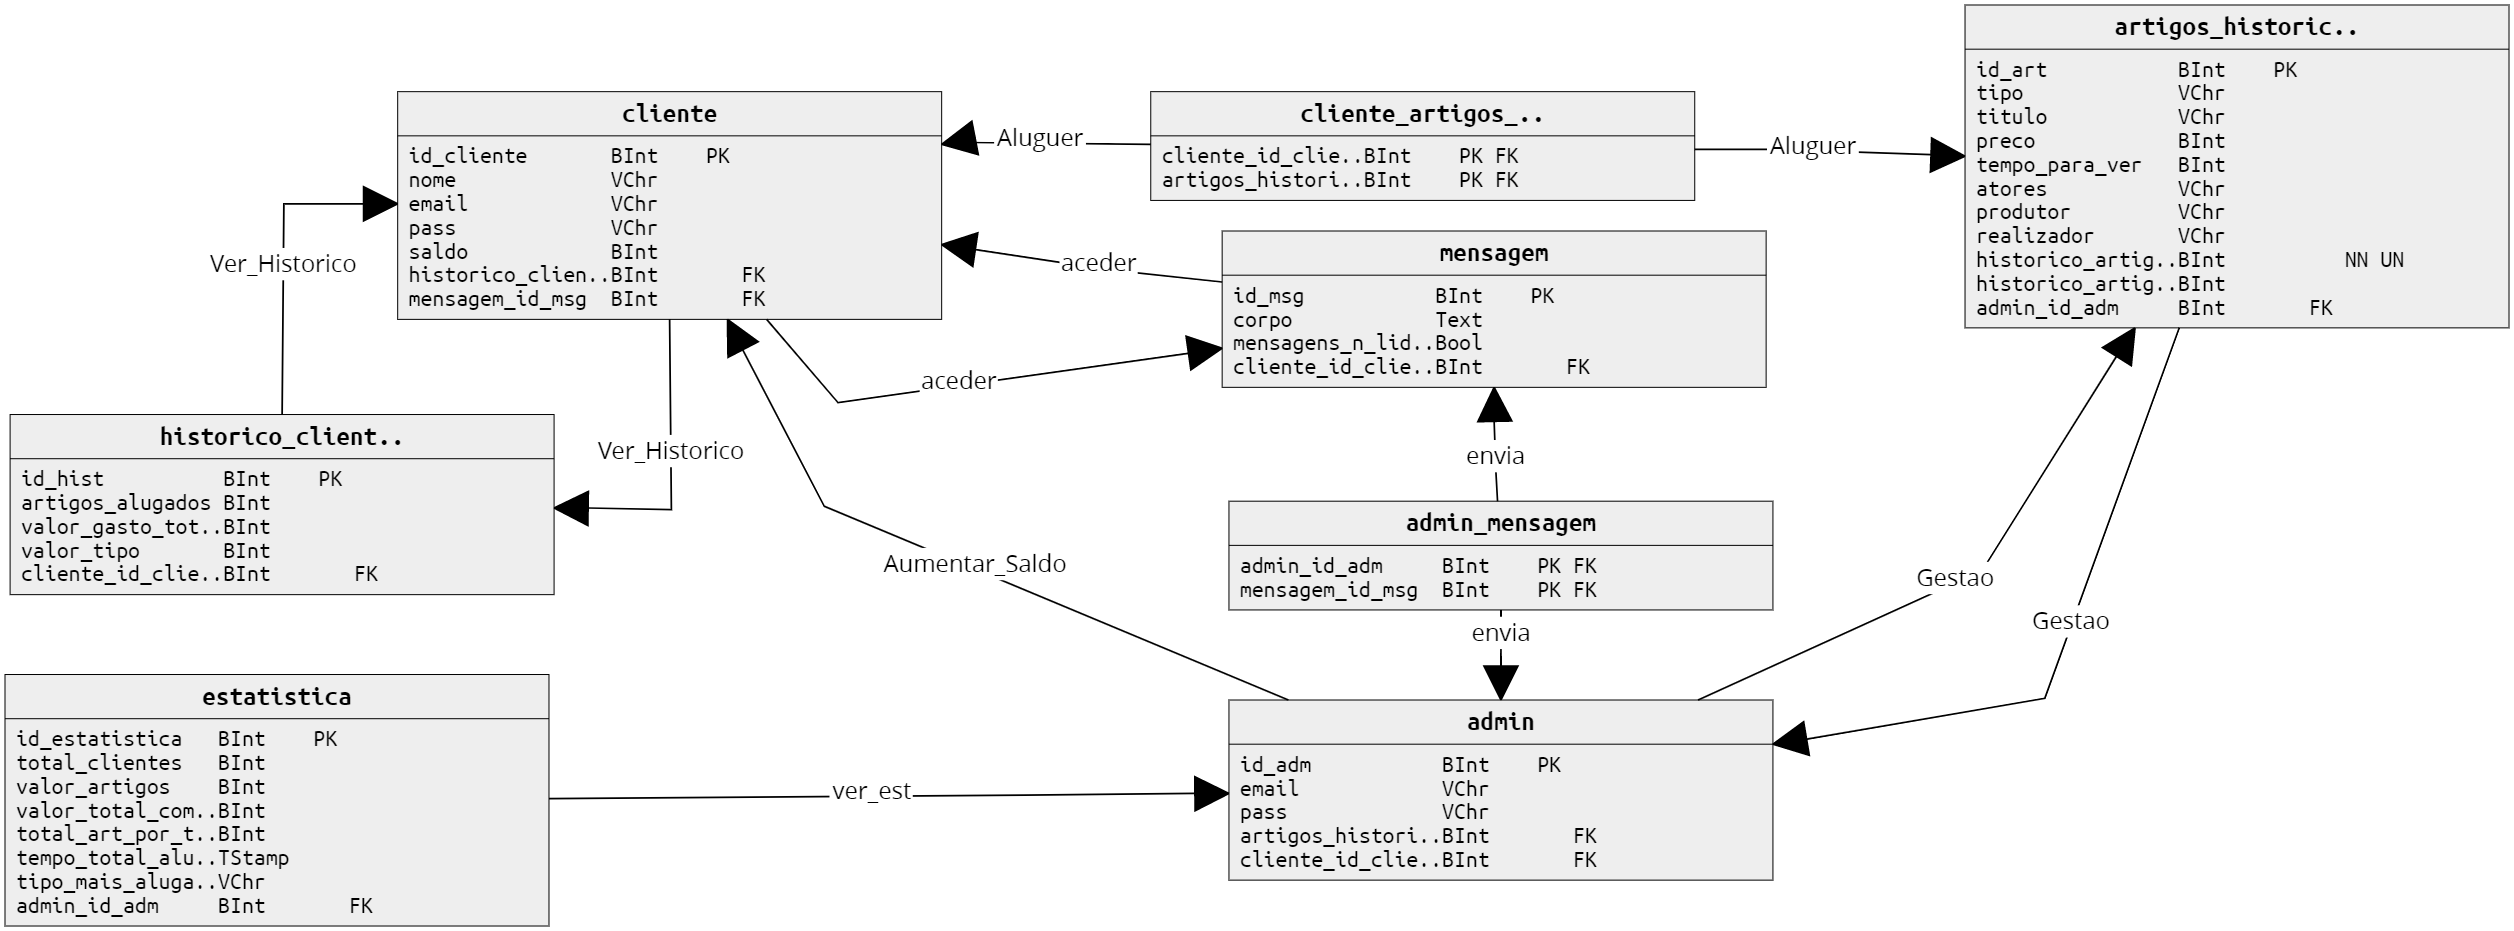 artigos_historic..
id_art BInt PK
tipo VChr
titulo VChr
preco BInt
tempo_para_ver BInt
atores VChr
produtor VChr
realizador VChr
historico_artig..BInt NN UN
historico_artig..BInt
admin_id_adm BInt FK
cliente
id_cliente BInt PK
nome VChr
email VChr
pass VChr
saldo BInt
historico_clien..BInt FK
mensagem_id_msg BInt FK
Aluguer
cliente_artigos_..
cliente_id_clie..BInt PK FK
artigos_histori..BInt PK FK
Aluguer
Ver_Historico
aceder
mensagem
id_msg BInt PK
corpo Text
mensagens_n_lid..Bool
cliente_id_clie..BInt FK
aceder
historico_client..
id_hist BInt PK
artigos_alugados BInt
valor_gasto_tot..BInt
valor_tipo BInt
cliente_id_clie..BInt FK
Ver_Historico
envia
admin_mensagem
admin_id_adm BInt PK FK
mensagem_id_msg BInt PK FK
Aumentar_Saldo
Gestao
Gestao
envia
estatistica
id_estatistica BInt PK
total_clientes BInt
valor_artigos BInt
valor_total_com..BInt
total_art_por_t..BInt
tempo_total_alu..TStamp
tipo_mais_aluga..VChr
admin_id_adm BInt FK
ver_est
admin
id_adm BInt PK
email VChr
pass VChr
artigos_histori..BInt FK
cliente_id_clie..BInt FK